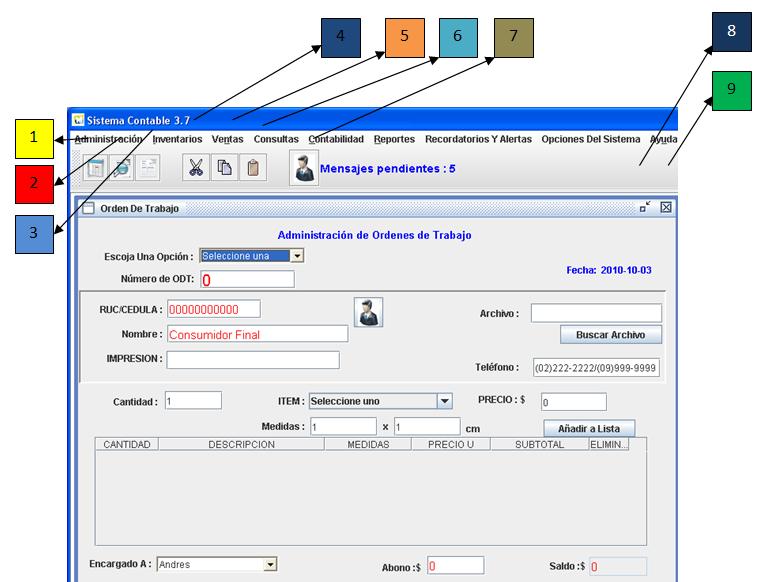 4 5 6 7 8
9
1
2
3
Sistema Contable 3.7
Administración Inventarios Ventas Consultas Contabilidad Reportes Recordatorios Y Alertas Opciones Del Sistema Ayuda
Mensajes pendientes : 5
Orden De Trabajo
Administración de Ordenes de Trabajo
Escoja Una Opción : Seleccione una
Fecha: 2010-10-03
Número de ODT: 0
RUC/CEDULA : 00000000000
Archivo :
Nombre : Consumidor Final
Buscar Archivo
IMPRESION :
Teléfono : (02)222-2222/(09)999-9999
Cantidad : 1 ITEM : Seleccione uno PRECIO : $ 0
Medidas : 1 x 1 cm Añadir a Lista
CANTIDAD DESCRIPCION MEDIDAS PRECIO U SUBTOTAL ELIMIN...
Encargado A : Andres Abono :$ 0 Saldo :$ 0